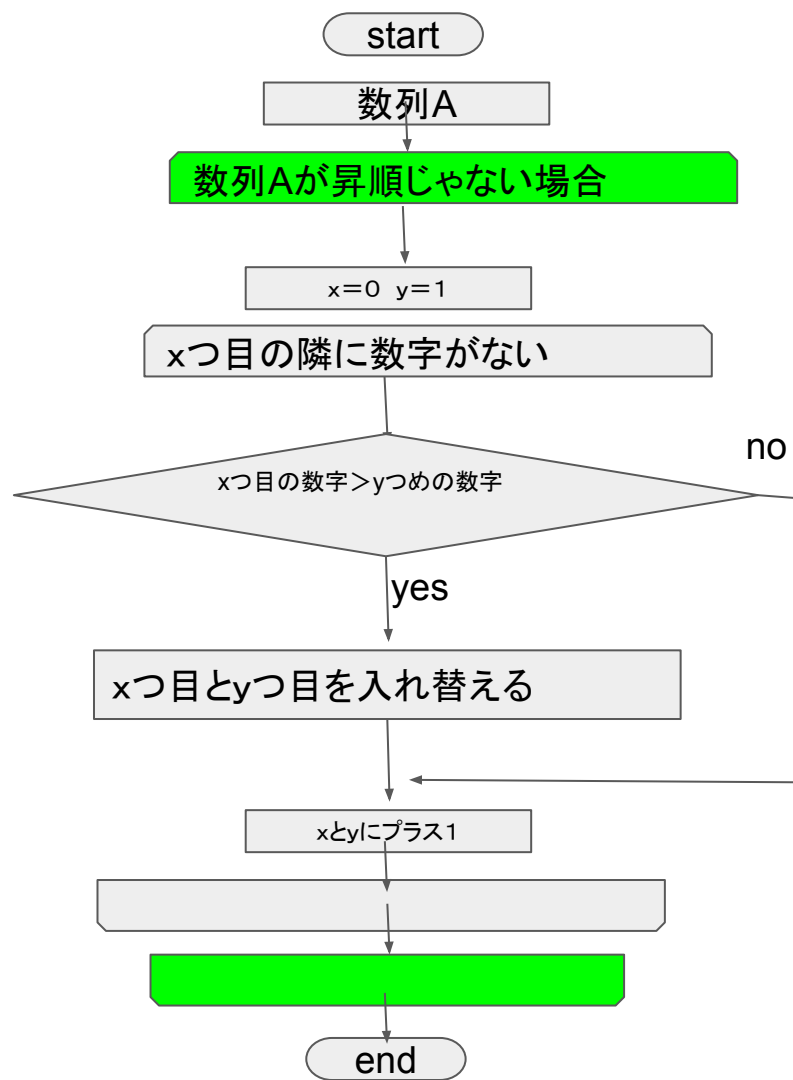 start
数列A
数列Aが昇順じゃない場合
x＝0 y＝1
xつ目の隣に数字がない
no
xつ目の数字＞yつめの数字
yes
xつ目とyつ目を入れ替える
xとyにプラス1
end